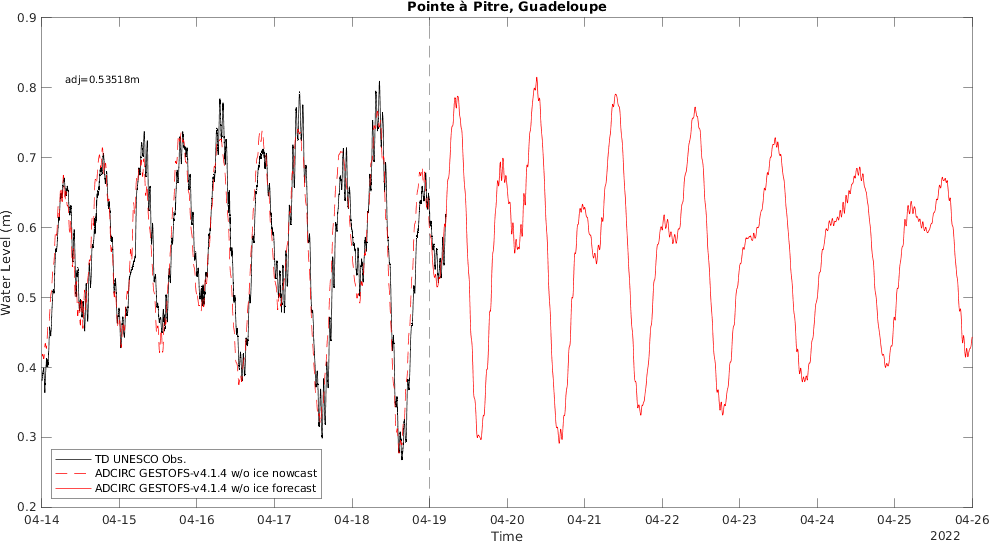 Pointe à Pitre, Guadeloupe
0.9
adj=0.53518m
0.8
0.7
0.6
0.5
0.4
0.3
0.2
Water Level (m)
TD UNESCO Obs.
ADCIRC GESTOFS-v4.1.4 w/o ice nowcast
ADCIRC GESTOFS-v4.1.4 w/o ice forecast
04-14 04-15 04-16 04-17 04-18 04-19 04-20 04-21 04-22 04-23 04-24 04-25 04-26
Time
2022